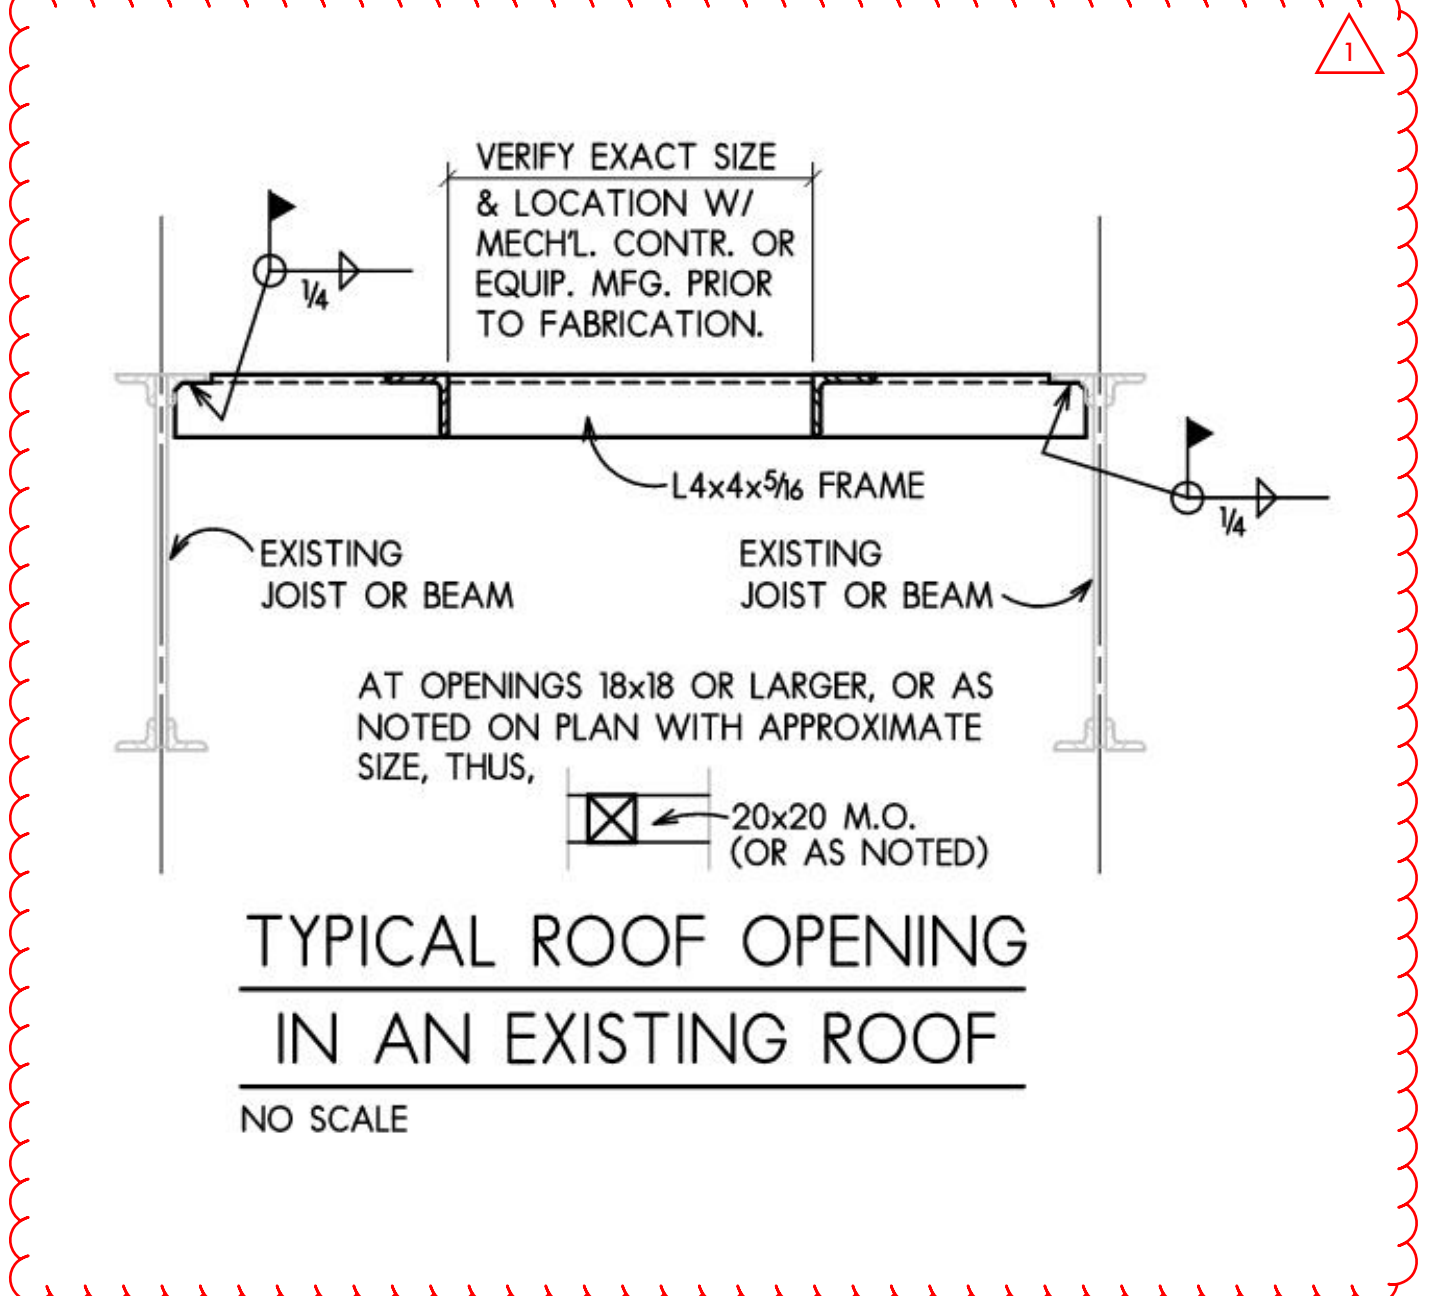 1
VERIFY EXACT SIZE
& LOCATION W/
MECH'L. CONTR. OR
EQUIP. MFG. PRIOR
TO FABRICATION.
1/4
L4x4x5/16 FRAME
1/4
EXISTING
JOIST OR BEAM
EXISTING
JOIST OR BEAM
AT OPENINGS 18x18 OR LARGER, OR AS
NOTED ON PLAN WITH APPROXIMATE
SIZE, THUS,
20x20 M.O.
(OR AS NOTED)
TYPICAL ROOF OPENING
IN AN EXISTING ROOF
NO SCALE